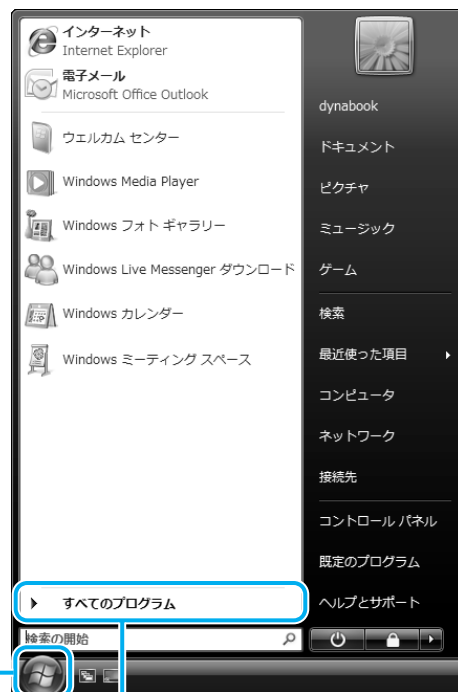 インターネット
Internet Explorer
電子メール
Microsoft Office Outlook
ウェルカム センター
Windows Media Player
Windows フォト ギャラリー
Windows Live Messenger ダウンロード
Windows カレンダー
Windows ミーティング スペース
すべてのプログラム
検索の開始
dynabook
ドキュメント
ピクチャ
ミュージック
ゲーム
検索
最近使った項目
コンピュータ
ネットワーク
接続先
コントロール パネル
既定のプログラム
ヘルプとサポート